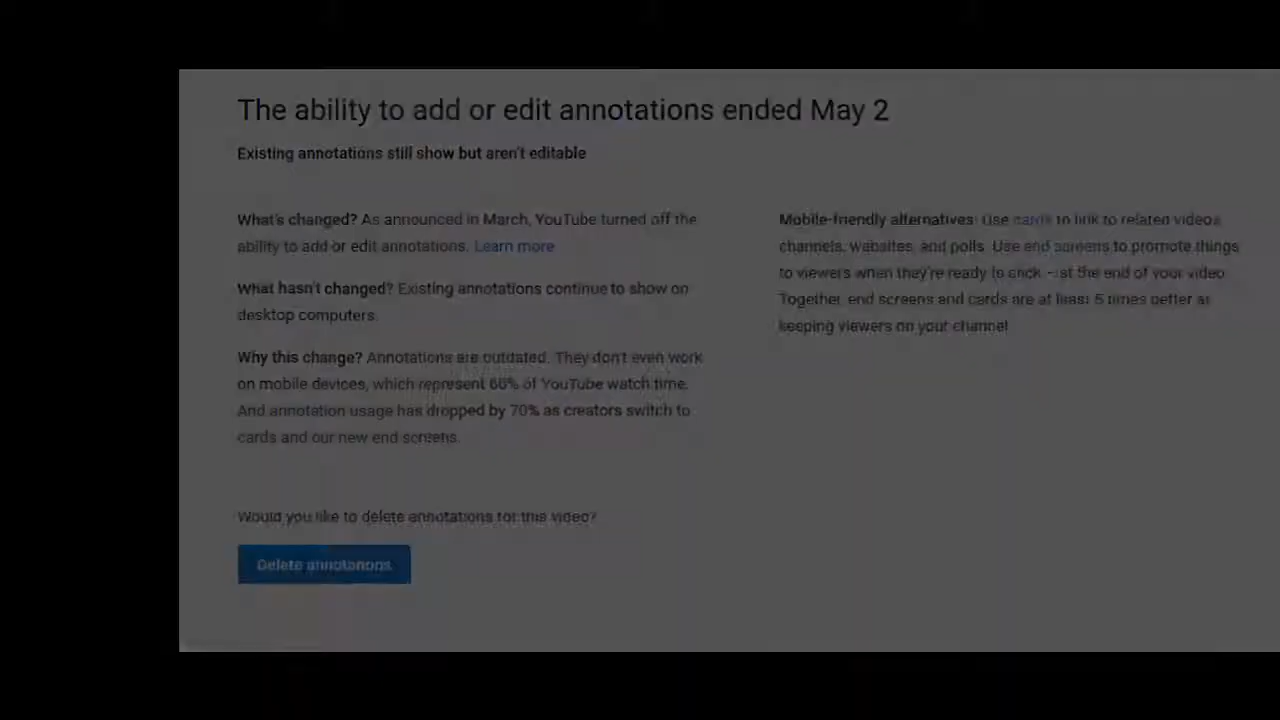 The ability to add or edit annotations ended May 2
Existing annotations still show but aren't editable
What's changed? As announced in March, YouTube turned off the
ability to add or edit annotations. Learn more
What hasn't changed? Existing annotations continue to show on
desktop computers.
Why this change? Annotations are outdated. They don't even work
on mobile devices, which represent 60% of YouTube watch time.
And annotation usage has dropped by 70% as creators switch to
cards and our new end screens.
Mobile-friendly alternatives: Use cards to link to related videos,
channels, websites, and polls. Use end screens to promote things
to viewers when they're ready to click – at the end of your video.
Together, end screens and cards are at least 5 times better at
keeping viewers on your channel
Would you like to delete annotations for this video?
Delete annotations